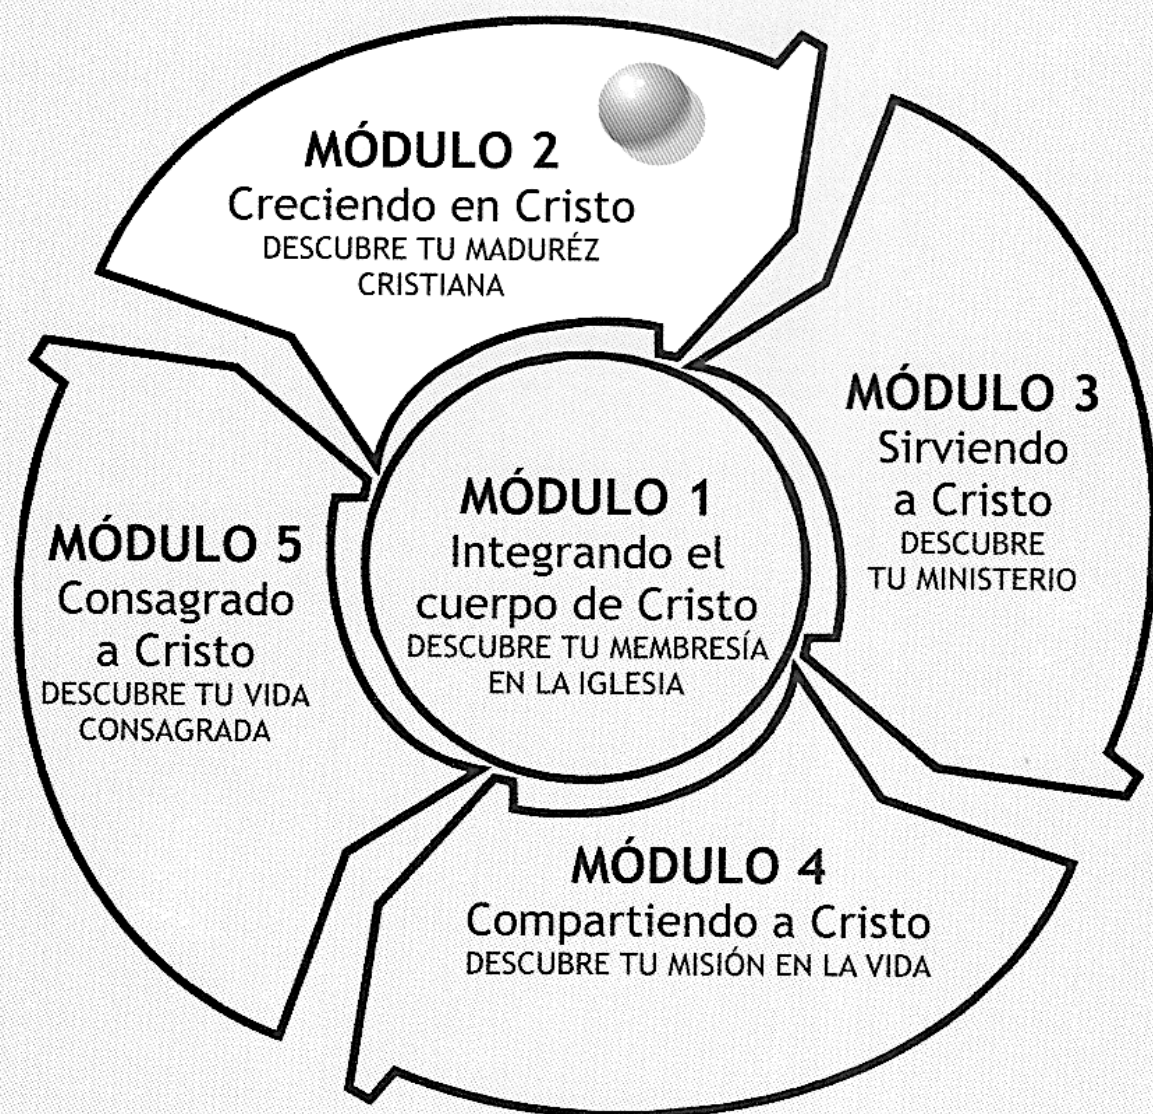 MÓDULO 2
Creciendo en Cristo
DESCUBRE TU MADURÉZ
CRISTIANA
MÓDULO 3
Sirviendo
a Cristo
DESCUBRE
TU MINISTERIO
MÓDULO 1
Integrando el
cuerpo de Cristo
DESCUBRE TU MEMBRESÍA
EN LA IGLESIA
MÓDULO 5
Consagrado
a Cristo
DESCUBRE TU VIDA
CONSAGRADA
MÓDULO 4
Compartiendo a Cristo
DESCUBRE TU MISIÓN EN LA VIDA